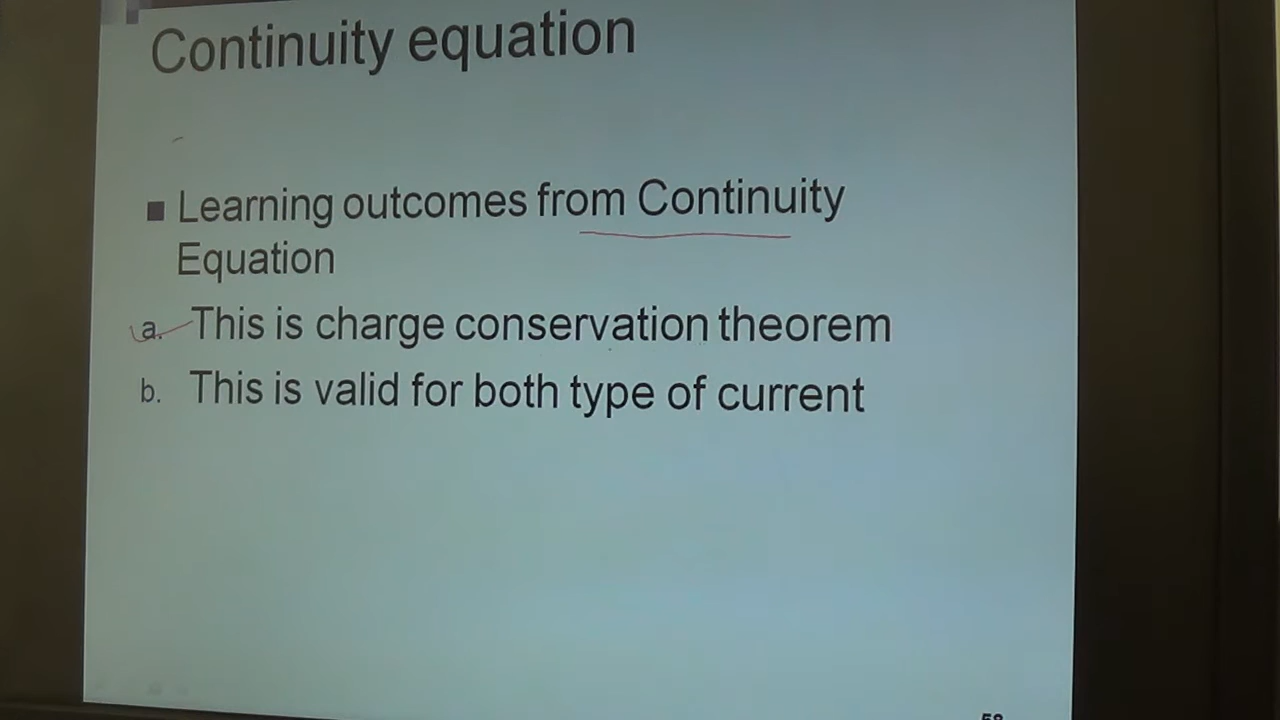 Continuity equation
Learning outcomes from Continuity
Equation
a. This is charge conservation theorem
b. This is valid for both type of current